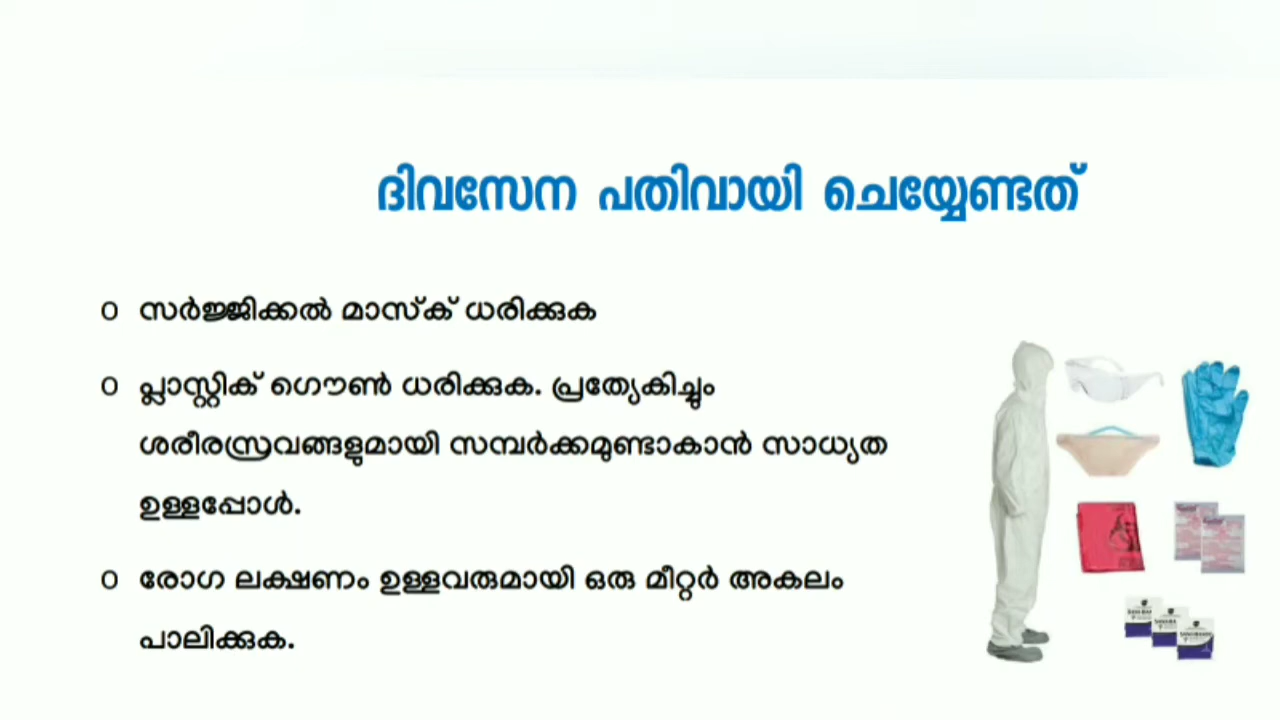 ദിവസേന പതിവായി ചെയ്യേണ്ടത്
o സർജ്ജിക്കൽ മാസ്ക് ധരിക്കുക
o പ്ലാസ്റ്റിക് ഗൌൺ ധരിക്കുക. പ്രത്യേകിച്ചും
ശരീരസ്രവങ്ങളുമായി സമ്പർക്കമുണ്ടാകാൻ സാധ്യത
ഉള്ളപ്പോൾ.
o രോഗ ലക്ഷണം ഉള്ളവരുമായി ഒരു മീറ്റർ അകലം
പാലിക്കുക.